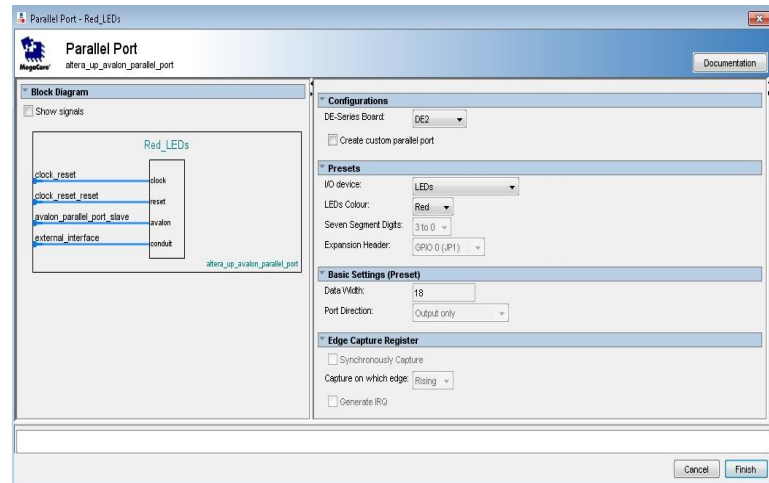 Parallel Port - Red_LEDs
Parallel Port
altera_up_avalon_parallel_port
MegaCore'
Documentation
Block Diagram
Show signals
Red_LEDs
clock_reset
clock
clock_reset_reset
reset
avalon_parallel_port_slave
avalon
external_interface
conduit
altera_up_avalon_parallel_port
Configurations
DE-Series Board: DE2
Create custom parallel port
Presets
I/O device: LEDs
LEDs Colour: Red
Seven Segment Digits: 3 to 0
Expansion Header: GPIO 0 (JP1)
Basic Settings (Preset)
Data Width: 18
Port Direction: Output only
Edge Capture Register
Synchronously Capture
Capture on which edge: Rising
Generate IRQ
Cancel Finish